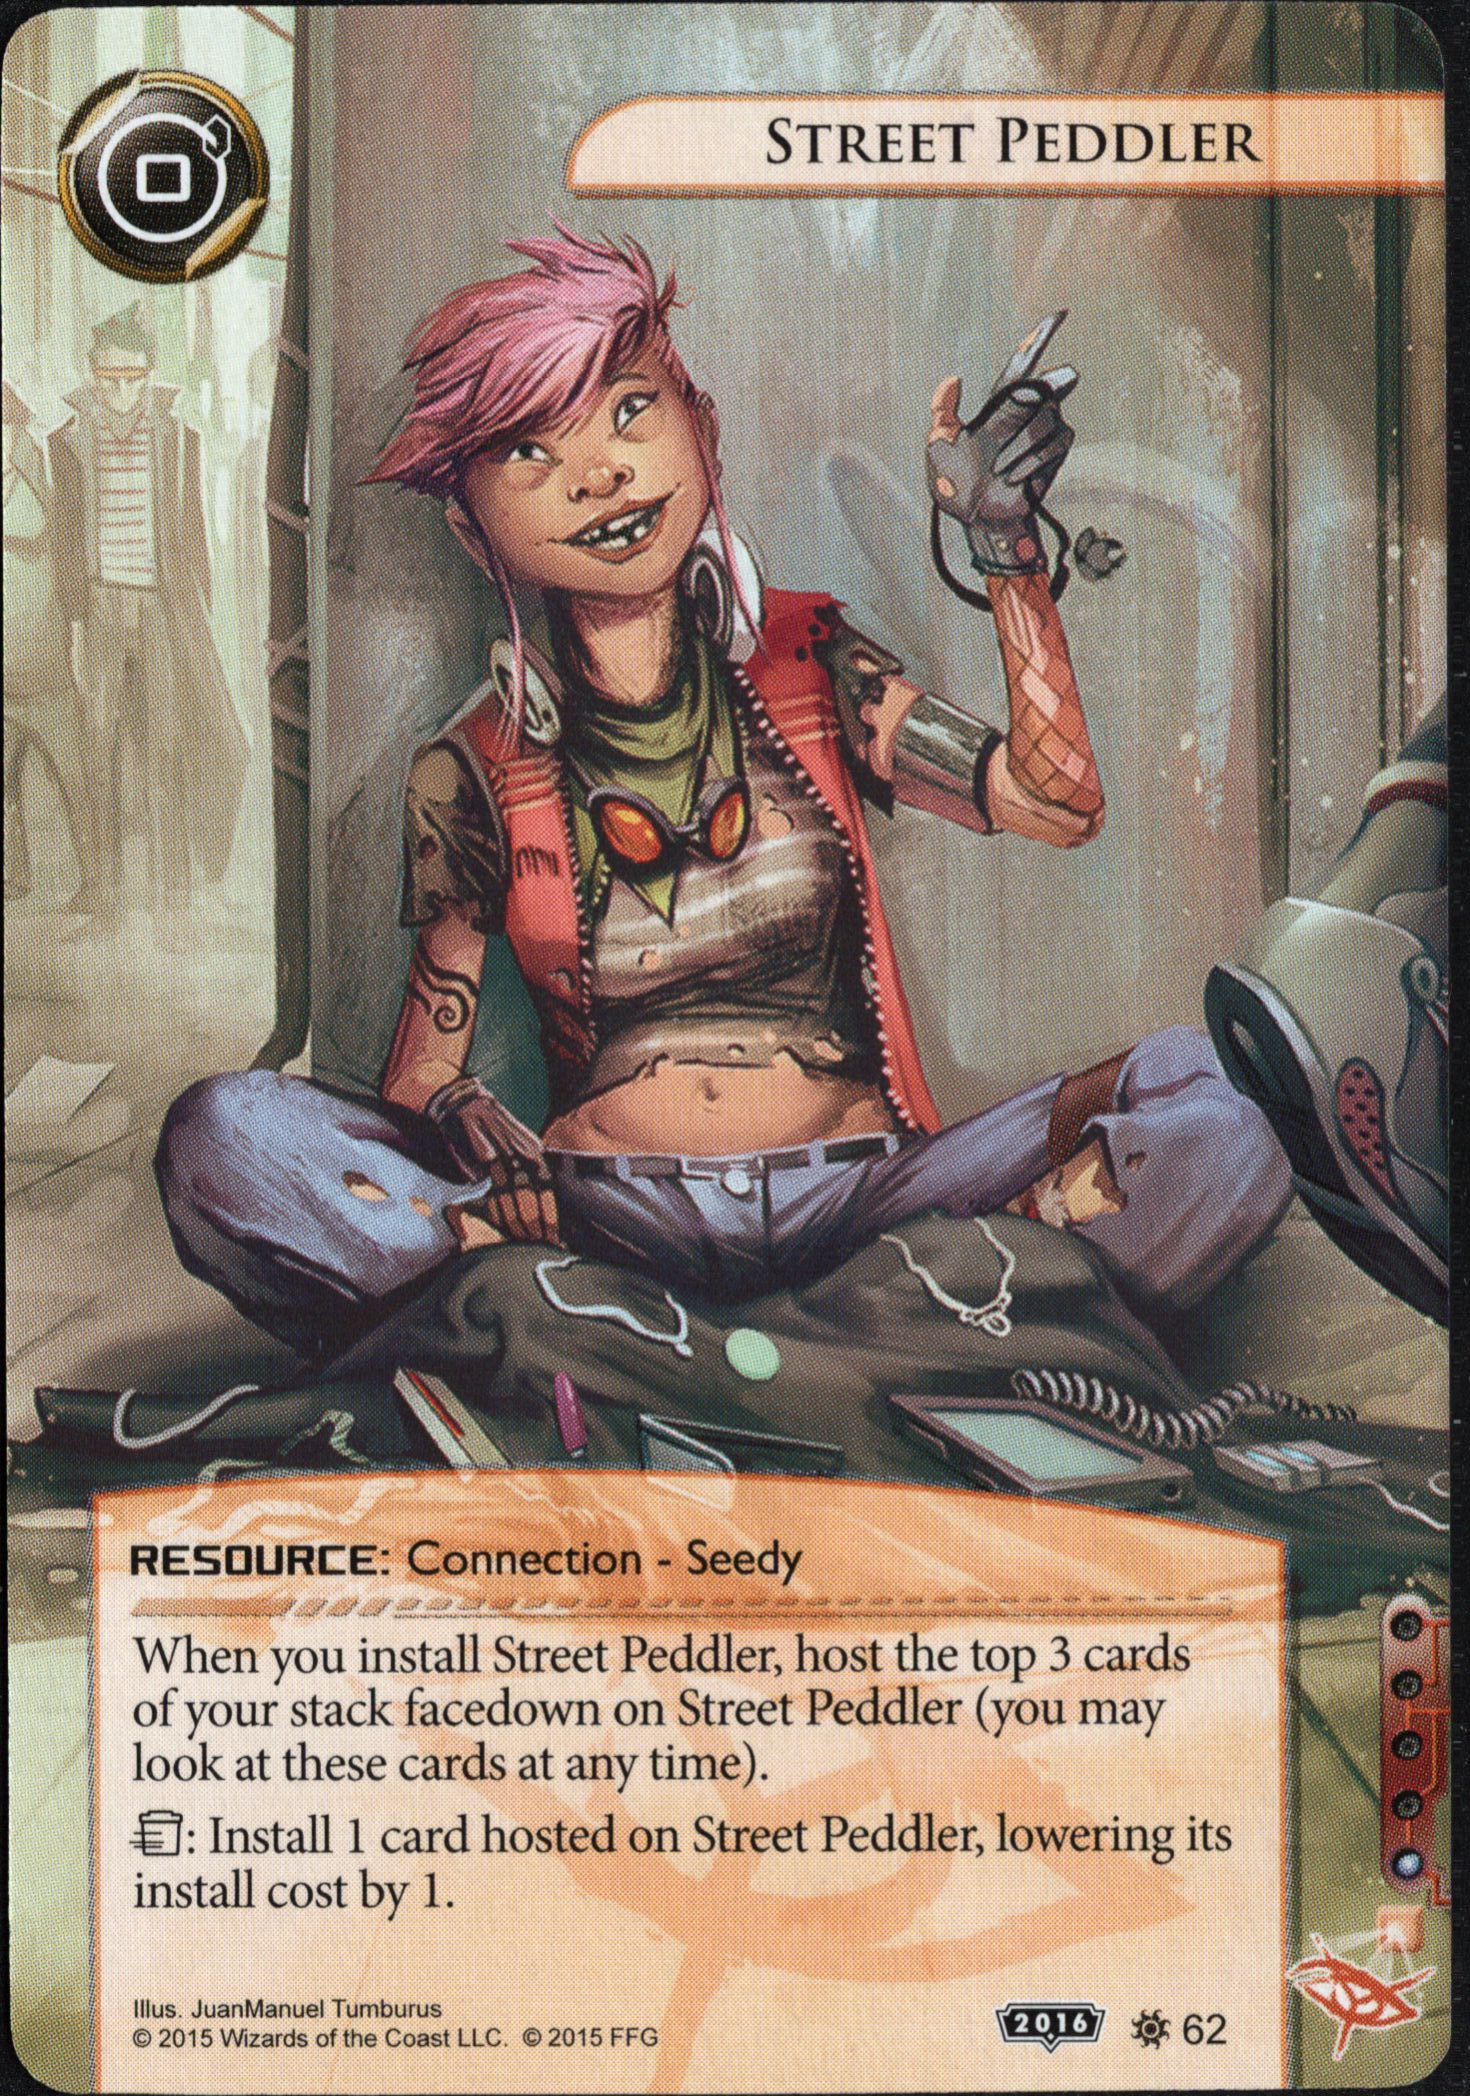 0
STREET PEDDLER
RESOURCE: Connection - Seedy
When you install Street Peddler, host the top 3 cards
of your stack facedown on Street Peddler (you may
look at these cards at any time).
: Install 1 card hosted on Street Peddler, lowering its
install cost by 1.
Illus. JuanManuel Tumburus
© 2015 Wizards of the Coast LLC. © 2015 FFG
2016 62